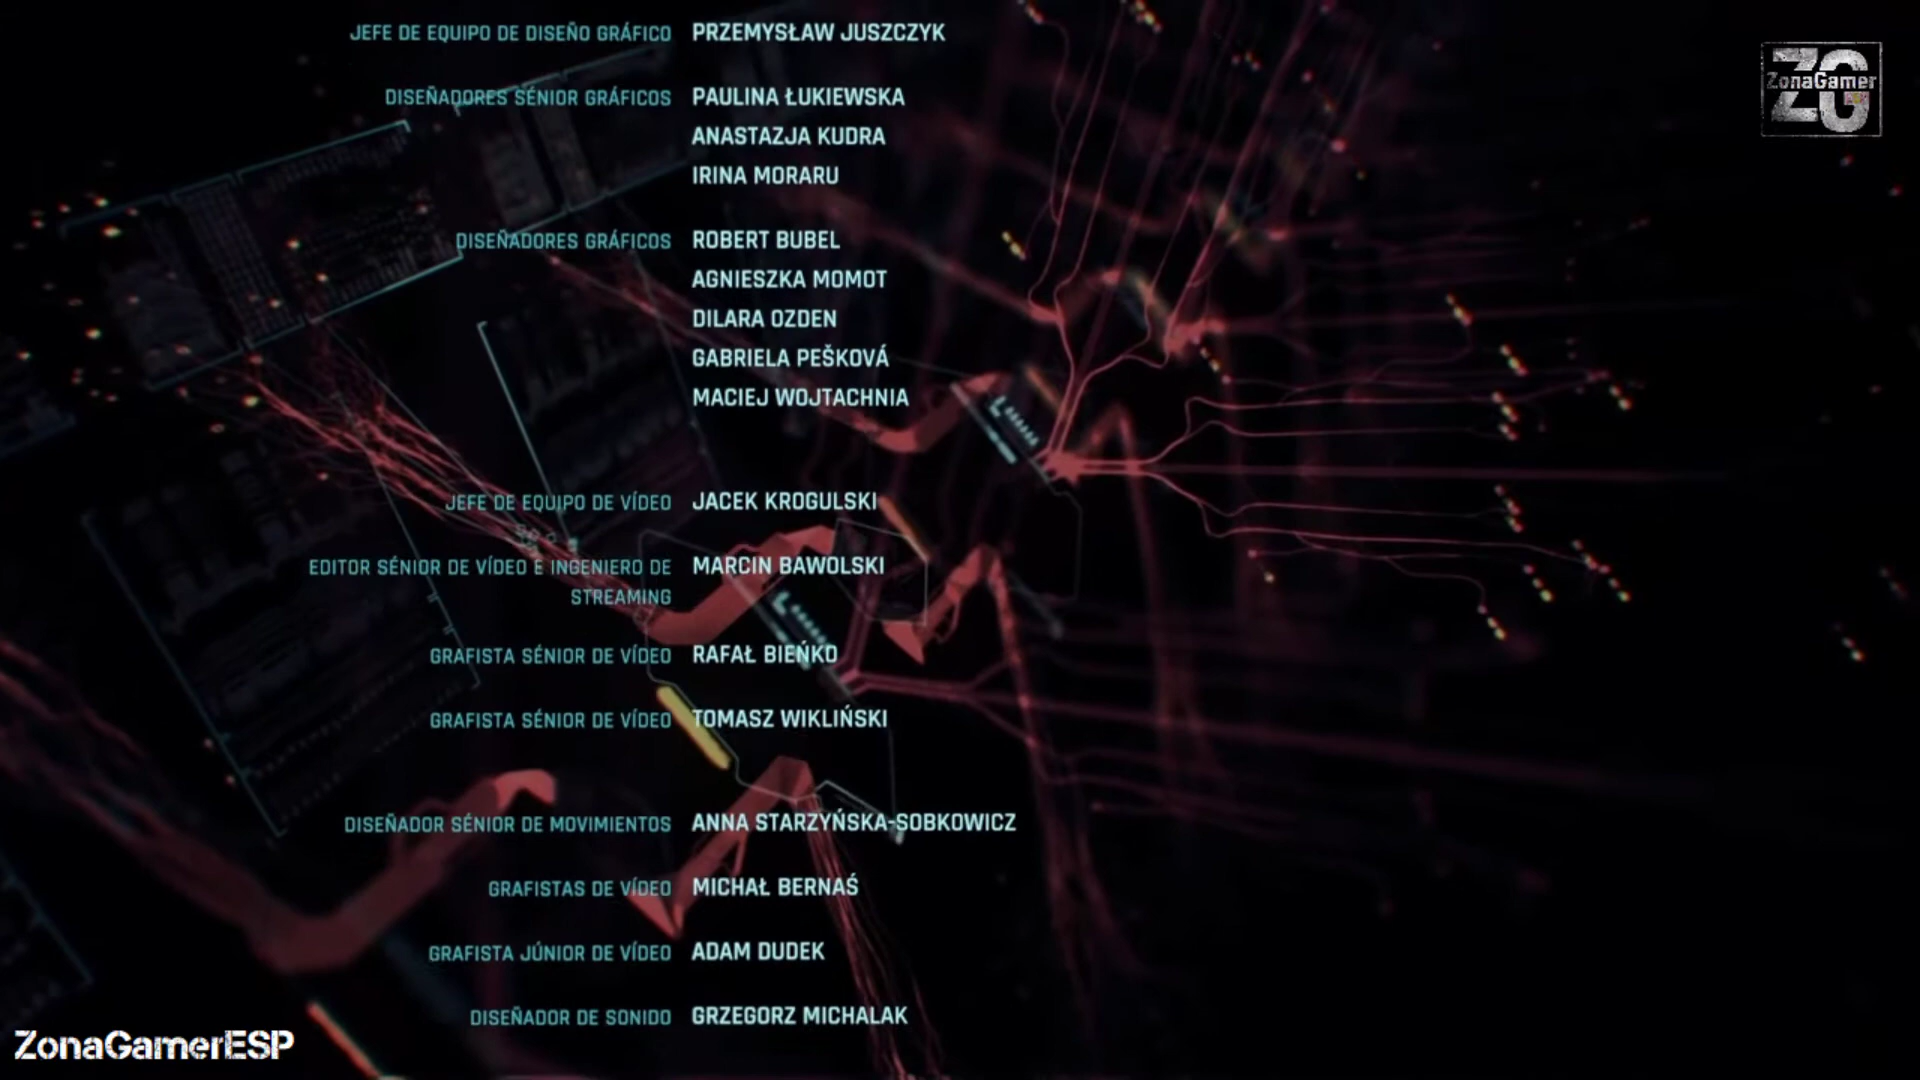 JEFE DE EQUIPO DE DISEÑO GRÁFICO PRZEMYSŁAW JUSZCZYK
ZG
ZonaGamer
DISEÑADORES SÉNIOR GRÁFICOS PAULINA ŁUKIEWSKA
ANASTAZJA KUDRA
IRINA MORARU
DISEÑADORES GRÁFICOS ROBERT BUBEL
AGNIESZKA MOMOT
DILARA OZDEN
GABRIELA PEŠKOVÁ
MACIEJ WOJTACHNIA
JEFE DE EQUIPO DE VÍDEO JACEK KROGULSKI
EDITOR SÉNIOR DE VÍDEO E INGENIERO DE MARCIN BAWOLSKI
STREAMING
GRAFISTA SÉNIOR DE VÍDEO RAFAŁ BIEŃKO
GRAFISTA SÉNIOR DE VÍDEO TOMASZ WIKLIŃSKI
DISEÑADOR SÉNIOR DE MOVIMIENTOS ANNA STARZYŃSKA-SOBKOWICZ
GRAFISTAS DE VÍDEO MICHAŁ BERNAŚ
GRAFISTA JÚNIOR DE VÍDEO ADAM DUDEK
DISEÑADOR DE SONIDO GRZEGORZ MICHALAK
ZonaGamerESP